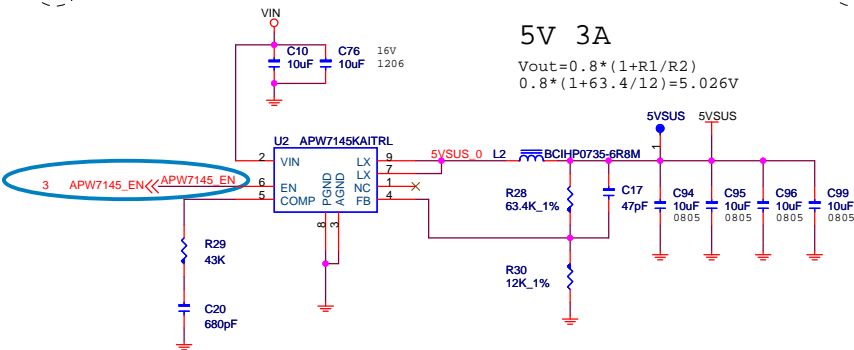 VIN
5V 3A
C10
10uF
C76
10uF
16V
1206
Vout=0.8*(1+R1/R2)
0.8*(1+63.4/12)=5.026V
5VSUS
5VSUS
U2 APW7145KAITRL
5VSUS_0
L2
BCIHP0735-6R8M
1
2
VIN
LX
9
LX
7
3
APW7145_EN
APW7145_EN
6
EN
NC
1
5
COMP
FB
4
PGND
AGND
8
3
R28
63.4K_1%
C17
47pF
C94
10uF
0805
C95
10uF
0805
C96
10uF
0805
C99
10uF
0805
R29
43K
R30
12K_1%
C20
680pF